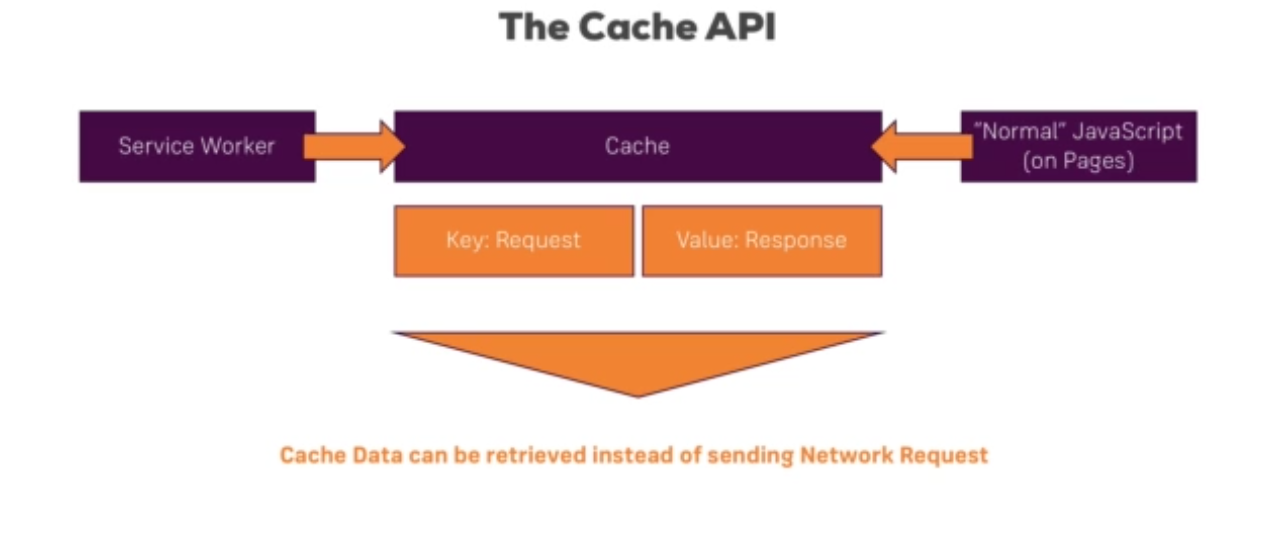 The Cache API
Service Worker
Cache
"Normal" JavaScript
(on Pages)
Key: Request
Value: Response
Cache Data can be retrieved instead of sending Network Request